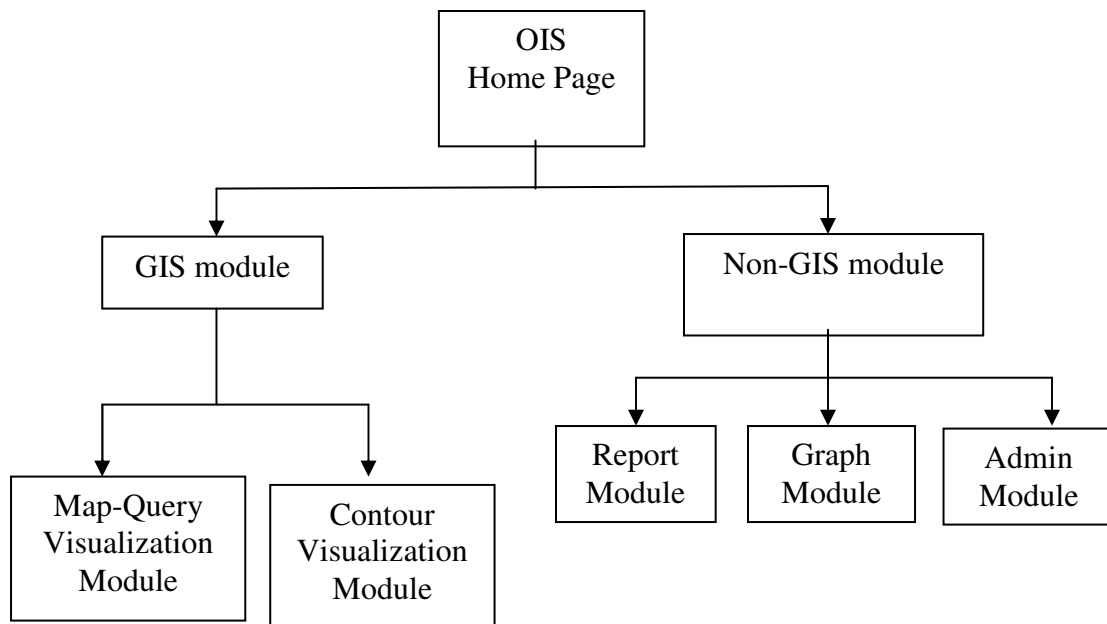 OIS
Home Page
GIS module
Non-GIS module
Report
Module
Graph
Module
Admin
Module
Map-Query
Visualization
Module
Contour
Visualization
Module